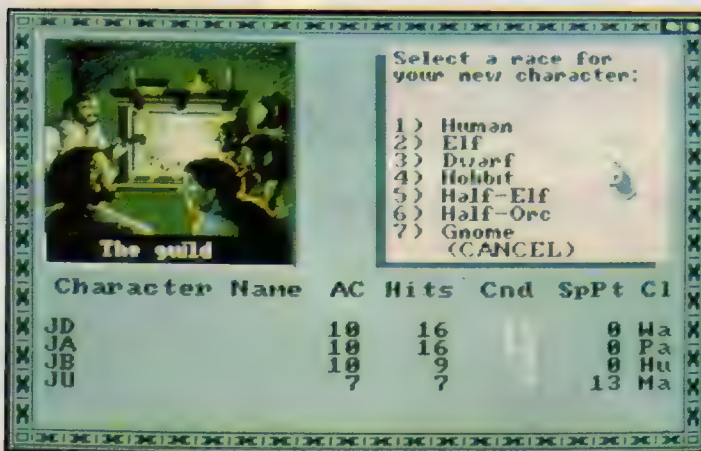 Select a race for
your new character:
1) Human
2) Elf
3) Dwarf
4) Hobbit
5) Half-Elf
6) Half-Orc
7) Gnome
(CANCEL)
The guild
Character Name AC Hits Cnd SpPt Cl
JD 10 16 0 Wa
JA 10 16 0 Pa
JB 10 9 0 Hu
JU 7 7 13 Ma